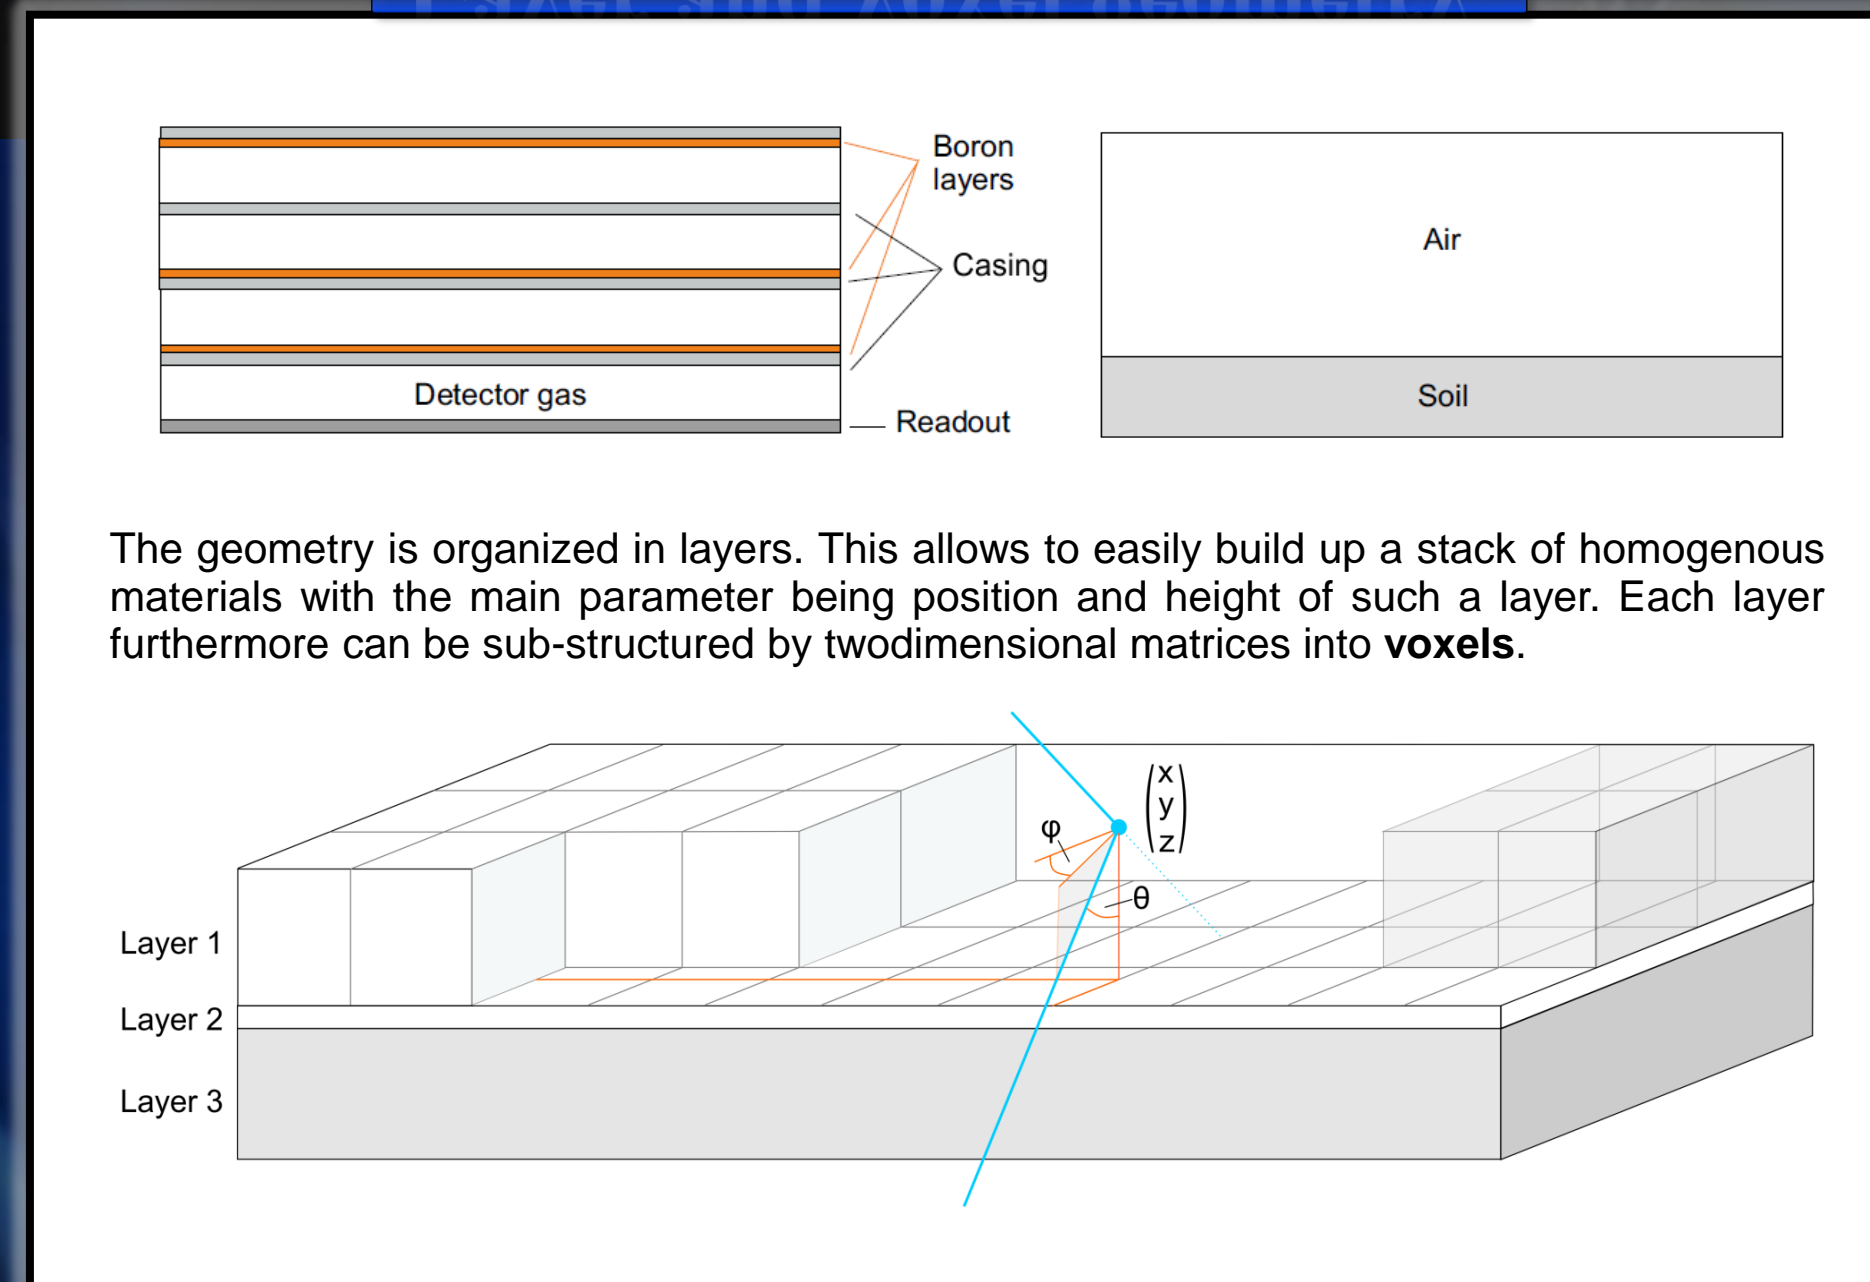 Boron
layers
Casing
Detector gas
Readout
Air
Soil
The geometry is organized in layers. This allows to easily build up a stack of homogenous
materials with the main parameter being position and height of such a layer. Each layer
furthermore can be sub-structured by twodimensional matrices into voxels.
x
y
z
φ
θ
Layer 1
Layer 2
Layer 3